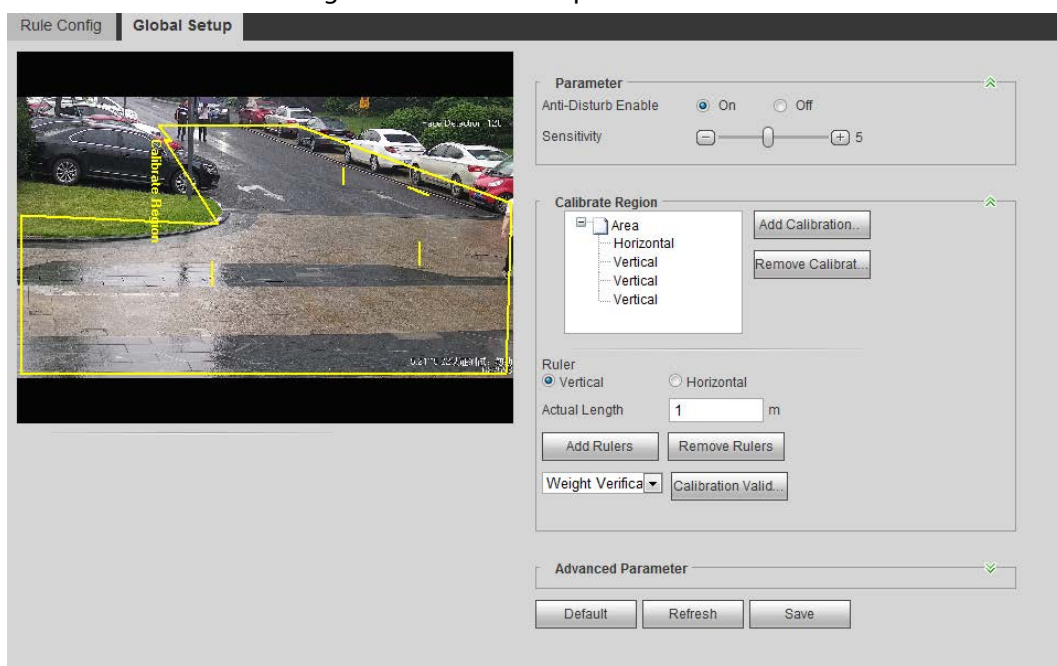 Rule Config Global Setup
Calibrate Region
Parameter
Anti-Disturb Enable On Off
Sensitivity 5
Calibrate Region
Area
Horizontal
Vertical
Vertical
Vertical
Add Calibration..
Remove Calibrat...
Ruler
Vertical Horizontal
Actual Length 1 m
Add Rulers Remove Rulers
Weight Verifica Calibration Valid...
Advanced Parameter
Default Refresh Save